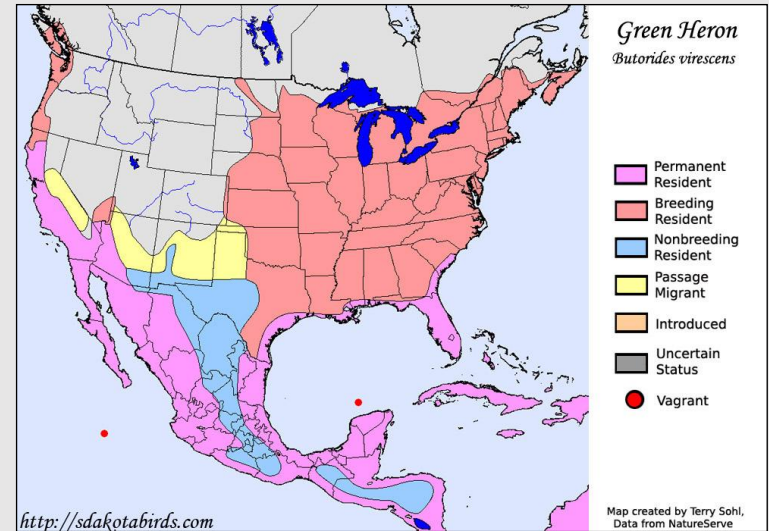 Green Heron
Butorides virescens
Permanent
Resident
Breeding
Resident
Nonbreeding
Resident
Passage
Migrant
Introduced
Uncertain
Status
Vagrant
Map created by Terry Sohl,
Data from NatureServe
http://sdakotabirds.com